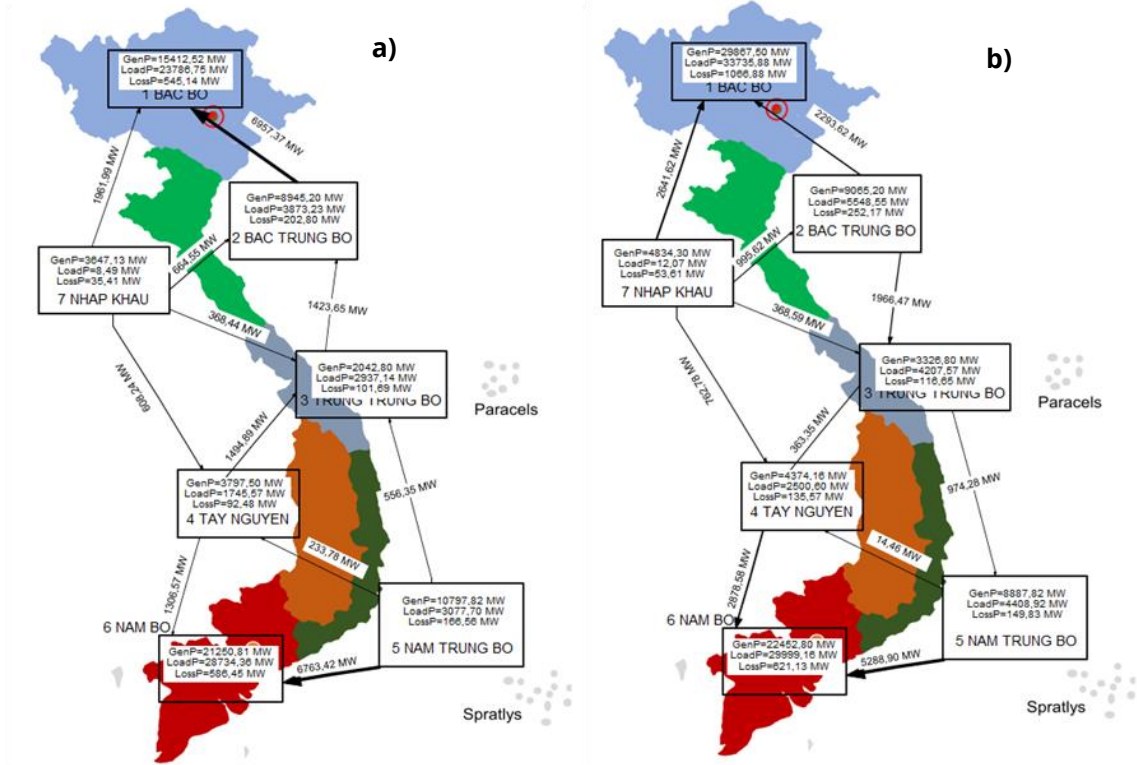 a)
GenP=15412,52 MW
LoadP=23786,75 MW
LossP=545,14 MW
1 BAC BO
6957,37 MW
1961,99 MW
GenP=8945,20 MW
LoadP=3873,23 MW
LossP=202,80 MW
2 BAC TRUNG BO
664,55 MW
GenP=3647,13 MW
LoadP=8,49 MW
LossP=35,41 MW
7 NHAP KHAU
1423,65 MW
368,44 MW
GenP=2042,80 MW
LoadP=2937,14 MW
LossP=101,69 MW
3 TRUNG TRUNG BO
608,24 MW
Paracels
1494,89 MW
GenP=3797,50 MW
LoadP=1745,57 MW
LossP=92,48 MW
4 TAY NGUYEN
556,35 MW
233,78 MW
1306,57 MW
GenP=10797,82 MW
LoadP=3077,70 MW
LossP=166,56 MW
5 NAM TRUNG BO
6 NAM BO
GenP=21250,81 MW
LoadP=28734,36 MW
LossP=586,45 MW
6763,42 MW
Spratlys
b)
GenP=29867,50 MW
LoadP=33735,88 MW
LossP=1066,88 MW
1 BAC BO
2293,62 MW
2641,62 MW
GenP=9065,20 MW
LoadP=5548,55 MW
LossP=252,17 MW
2 BAC TRUNG BO
995,62 MW
GenP=4834,30 MW
LoadP=12,07 MW
LossP=53,61 MW
7 NHAP KHAU
1966,47 MW
368,59 MW
GenP=3326,80 MW
LoadP=4207,57 MW
LossP=116,65 MW
3 TRUNG TRUNG BO
762,78 MW
Paracels
363,35 MW
GenP=4374,16 MW
LoadP=2500,60 MW
LossP=135,57 MW
4 TAY NGUYEN
974,28 MW
14,46 MW
2878,58 MW
GenP=8887,82 MW
LoadP=4408,92 MW
LossP=149,83 MW
5 NAM TRUNG BO
6 NAM BO
GenP=22452,80 MW
LoadP=29999,16 MW
LossP=621,13 MW
5288,90 MW
Spratlys